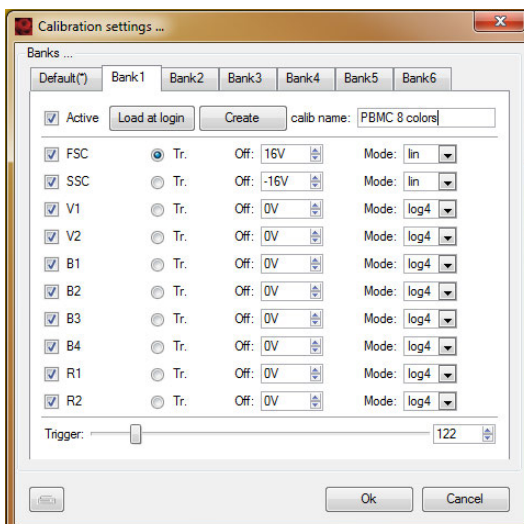 Calibration settings ...
Banks ...
Default(*) Bank1 Bank2 Bank3 Bank4 Bank5 Bank6
Active Load at login Create calib name: PBMC 8 colors
FSC Tr. Off: 16V Mode: lin
SSC Tr. Off: -16V Mode: lin
V1 Tr. Off: 0V Mode: log4
V2 Tr. Off: 0V Mode: log4
B1 Tr. Off: 0V Mode: log4
B2 Tr. Off: 0V Mode: log4
B3 Tr. Off: 0V Mode: log4
B4 Tr. Off: 0V Mode: log4
R1 Tr. Off: 0V Mode: log4
R2 Tr. Off: 0V Mode: log4
Trigger: 122
Ok Cancel